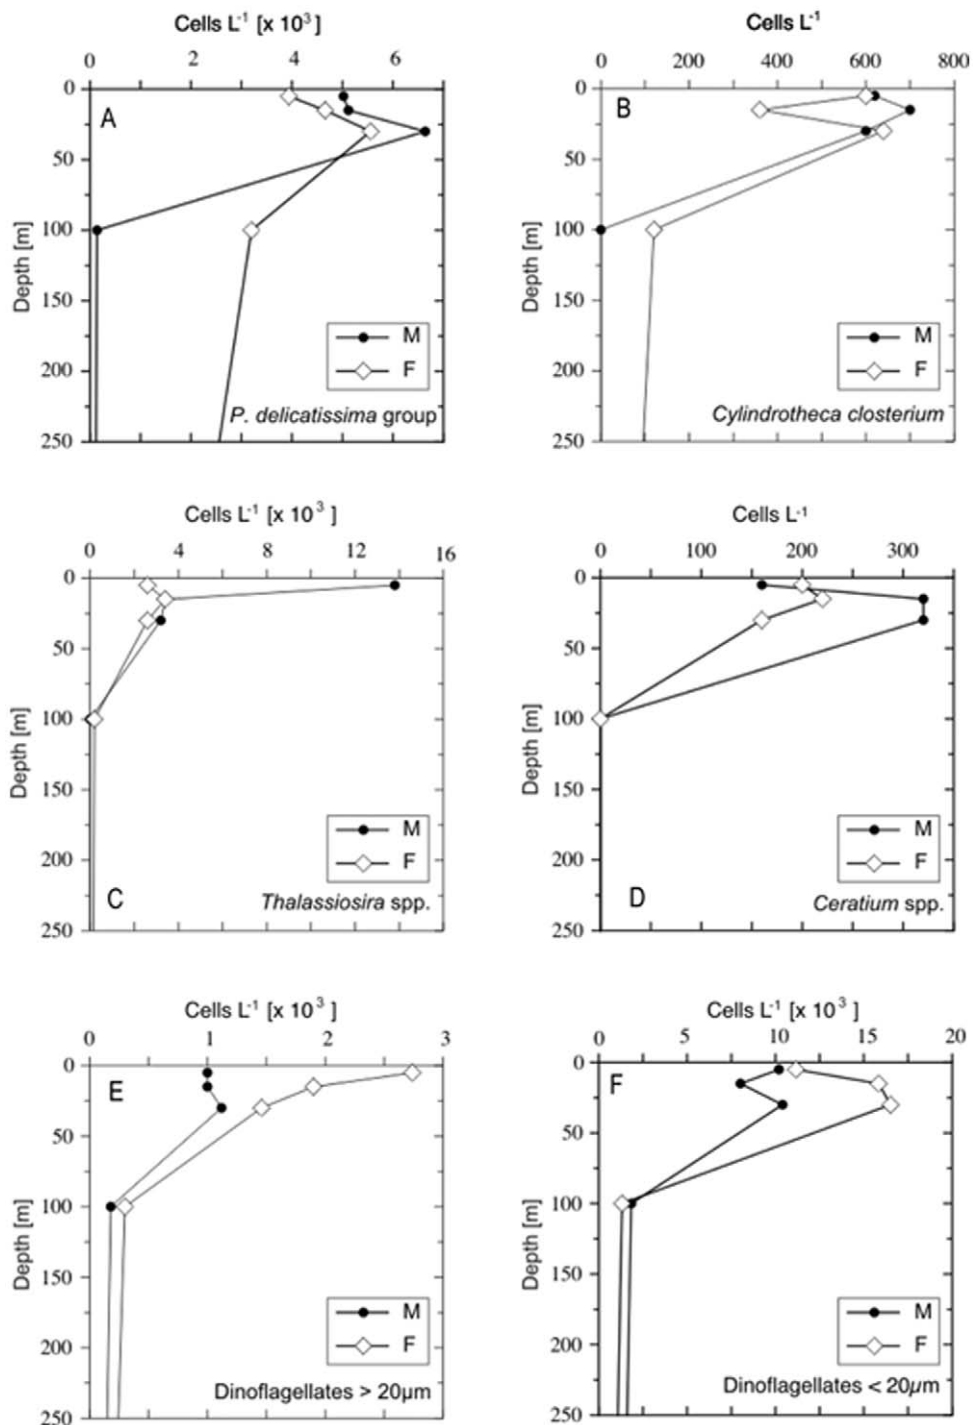 Cells L⁻¹ [x 10³]
0 2 4 6
0
50
100
150
200
250
Depth [m]
A
M
F
P. delicatissima group
Cells L⁻¹
0 200 400 600 800
0
50
100
150
200
250
Depth [m]
B
M
F
Cylindrotheca closterium
Cells L⁻¹ [x 10³]
0 4 8 12 16
0
50
100
150
200
250
Depth [m]
M
F
C
Thalassiosira spp.
Cells L⁻¹
0 100 200 300
0
50
100
150
200
250
Depth [m]
M
F
D
Ceratium spp.
Cells L⁻¹ [x 10³]
0 1 2 3
0
50
100
150
200
250
Depth [m]
E
M
F
Dinoflagellates > 20µm
Cells L⁻¹ [x 10³]
0 5 10 15 20
0
50
100
150
200
250
Depth [m]
F
M
F
Dinoflagellates < 20µm